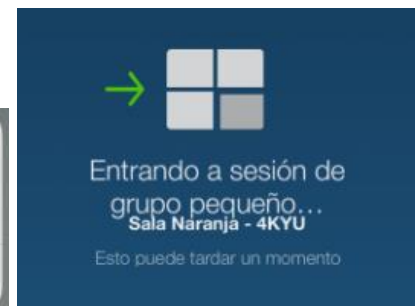 Entrando a sesión de
grupo pequeño...
Sala Naranja - 4KYU
Esto puede tardar un momento